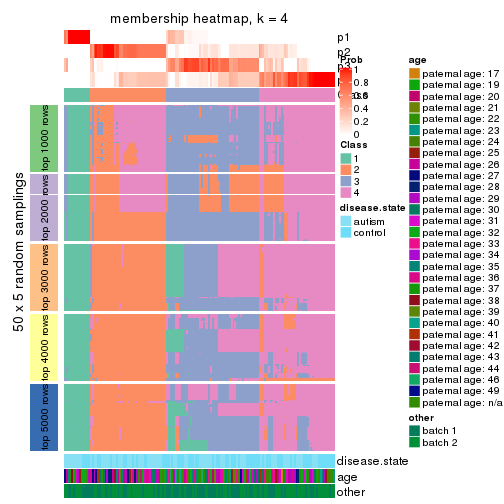 membership heatmap, k = 4
p1
p2
Prob
1
0.8
0.6
0.4
0.2
0
Class
1
2
3
4
disease.state
autism
control
age
paternal age: 17
paternal age: 19
paternal age: 20
paternal age: 21
paternal age: 22
paternal age: 23
paternal age: 24
paternal age: 25
paternal age: 26
paternal age: 27
paternal age: 28
paternal age: 29
paternal age: 30
paternal age: 31
paternal age: 32
paternal age: 33
paternal age: 34
paternal age: 35
paternal age: 36
paternal age: 37
paternal age: 38
paternal age: 39
paternal age: 40
paternal age: 41
paternal age: 42
paternal age: 43
paternal age: 44
paternal age: 46
paternal age: 49
paternal age: n/a
other
batch 1
batch 2
50 x 5 random samplings
top 1000 rows
top 2000 rows
top 3000 rows
top 4000 rows
top 5000 rows
disease.state
age
other